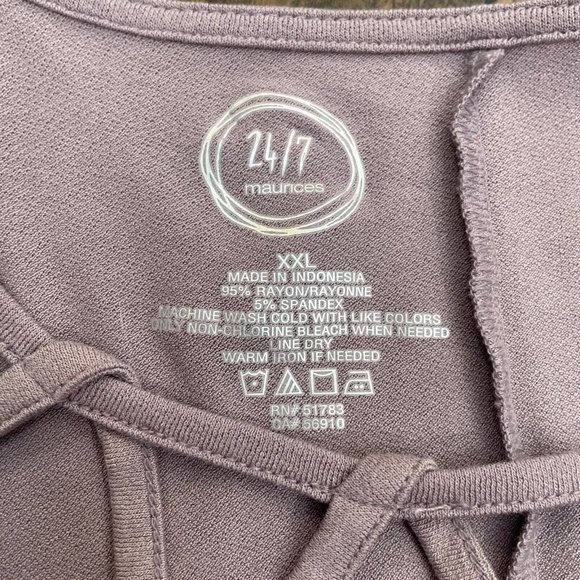 24/7
maurices
XXL
MADE IN INDONESIA
95% RAYON/RAYONNE
5% SPANDEX
MACHINE WASH COLD WITH LIKE COLORS
ONLY NON-CHLORINE BLEACH WHEN NEEDED
LINE DRY
WARM IRON IF NEEDED
RN# 51783
CA# 56910